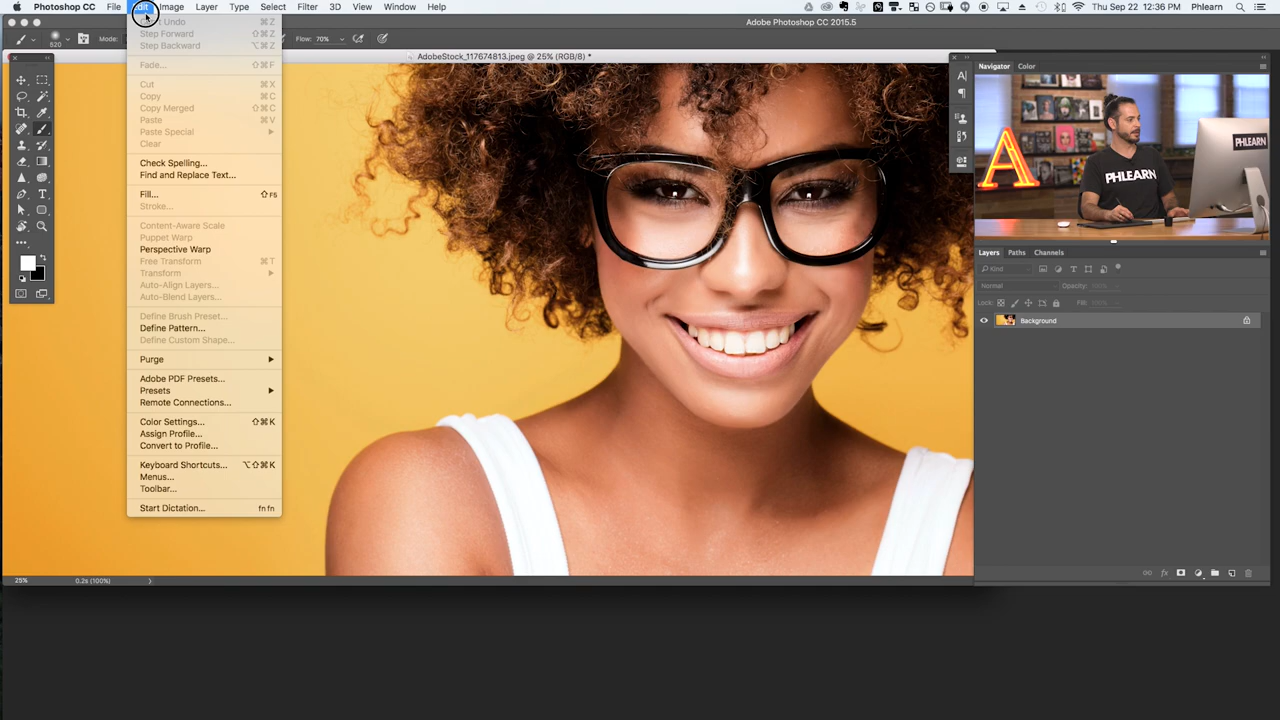 Photoshop CC File Edit Image Layer Type Select Filter 3D View Window Help Thu Sep 22 12:36 PM Phlearn
Adobe Photoshop CC 2015.5
520 Mode: Flow: 70%
AdobeStock_117674813.jpeg @ 25% (RGB/8) *
Undo ⌘Z
Step Forward ⇧⌘Z
Step Backward ⌥⌘Z
Fade... ⇧⌘F
Cut ⌘X
Copy ⌘C
Copy Merged ⇧⌘C
Paste ⌘V
Paste Special
Clear
Check Spelling...
Find and Replace Text...
Fill... ⇧F5
Stroke...
Content-Aware Scale
Puppet Warp
Perspective Warp
Free Transform ⌘T
Transform
Auto-Align Layers...
Auto-Blend Layers...
Define Brush Preset...
Define Pattern...
Define Custom Shape...
Purge
Adobe PDF Presets...
Presets
Remote Connections...
Color Settings... ⇧⌘K
Assign Profile...
Convert to Profile...
Keyboard Shortcuts... ⌥⇧⌘K
Menus...
Toolbar...
Start Dictation... fn fn
Navigator Color
A
PHLEARN
PHLEARN
Layers Paths Channels
Kind
Normal Opacity:
Lock: Fill:
Background
25% 0.2s (100%)